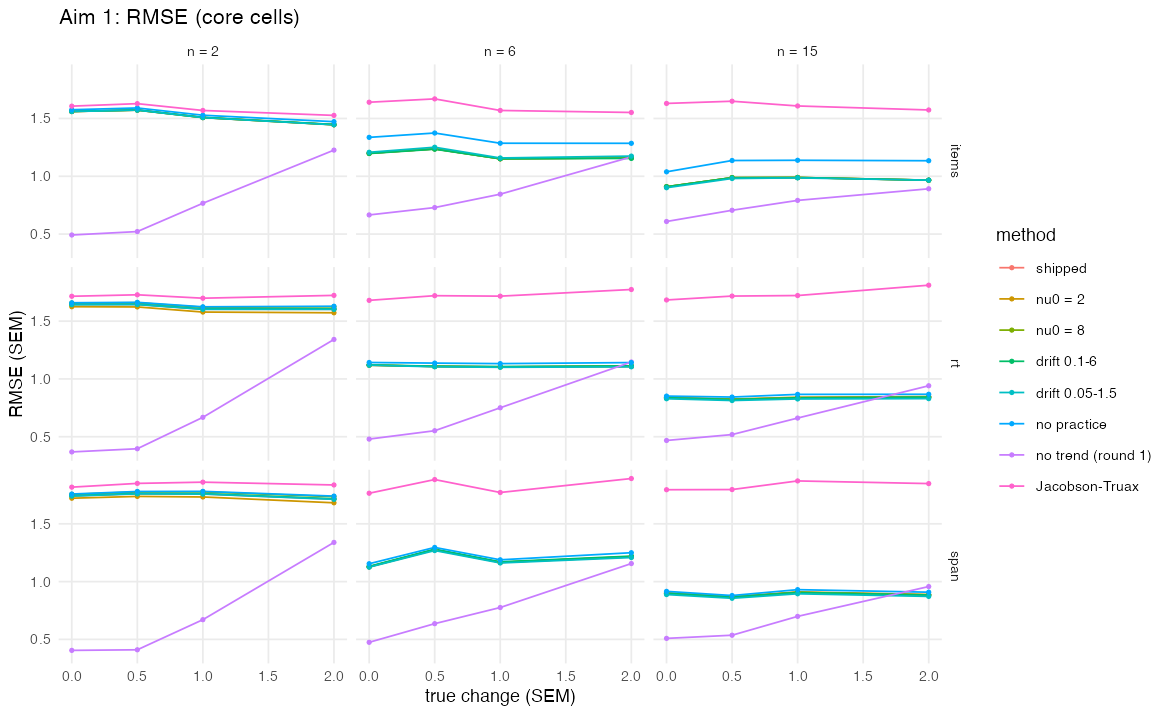 Aim 1: RMSE (core cells)
n = 2
n = 6
n = 15
1.5
1.0
0.5
items
1.5
1.0
0.5
rt
1.5
1.0
0.5
span
RMSE (SEM)
0.0 0.5 1.0 1.5 2.0
0.0 0.5 1.0 1.5 2.0
0.0 0.5 1.0 1.5 2.0
true change (SEM)
method
shipped
nu0 = 2
nu0 = 8
drift 0.1-6
drift 0.05-1.5
no practice
no trend (round 1)
Jacobson-Truax